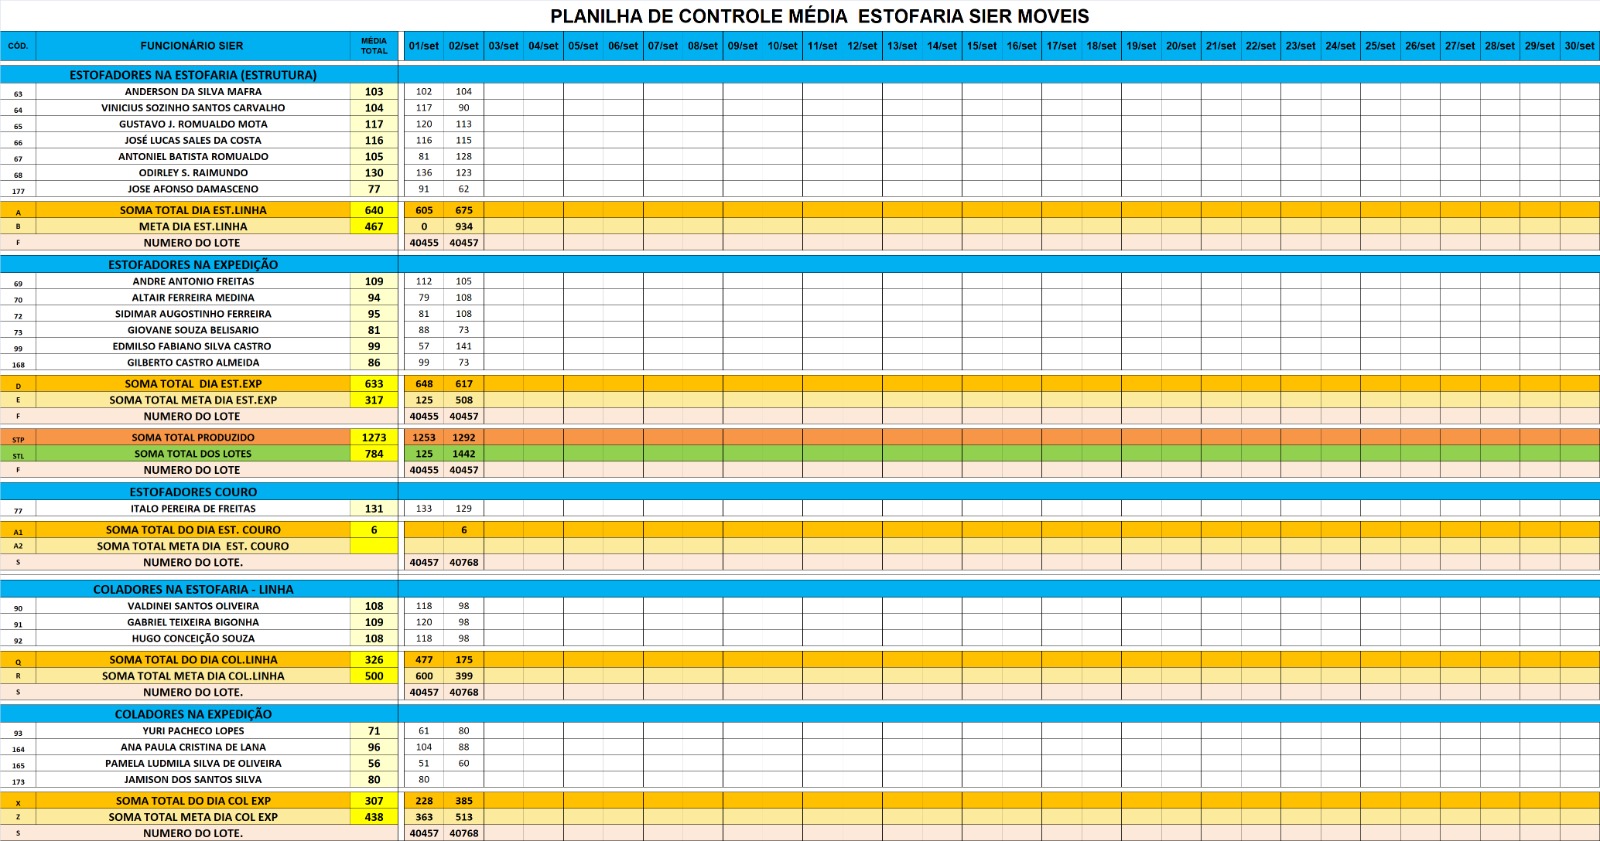 PLANILHA DE CONTROLE MÉDIA ESTOFARIA SIER MOVEIS
CÓD. FUNCIONÁRIO SIER MÉDIA TOTAL 01/set 02/set 03/set 04/set 05/set 06/set 07/set 08/set 09/set 10/set 11/set 12/set 13/set 14/set 15/set 16/set 17/set 18/set 19/set 20/set 21/set 22/set 23/set 24/set 25/set 26/set 27/set 28/set 29/set 30/set
ESTOFADORES NA ESTOFARIA (ESTRUTURA)
63 ANDERSON DA SILVA MAFRA 103 102 104
64 VINICIUS SOZINHO SANTOS CARVALHO 104 117 90
65 GUSTAVO J. ROMUALDO MOTA 117 120 113
66 JOSÉ LUCAS SALES DA COSTA 116 116 115
67 ANTONIEL BATISTA ROMUALDO 105 81 128
68 ODIRLEY S. RAIMUNDO 130 136 123
177 JOSE AFONSO DAMASCENO 77 91 62
A SOMA TOTAL DIA EST.LINHA 640 605 675
B META DIA EST.LINHA 467 0 934
F NUMERO DO LOTE 40455 40457
ESTOFADORES NA EXPEDIÇÃO
69 ANDRE ANTONIO FREITAS 109 112 105
70 ALTAIR FERREIRA MEDINA 94 79 108
72 SIDIMAR AUGOSTINHO FERREIRA 95 81 108
73 GIOVANE SOUZA BELISARIO 81 88 73
99 EDMILSO FABIANO SILVA CASTRO 99 57 141
168 GILBERTO CASTRO ALMEIDA 86 99 73
D SOMA TOTAL DIA EST.EXP 633 648 617
E SOMA TOTAL META DIA EST.EXP 317 125 508
F NUMERO DO LOTE 40455 40457
STP SOMA TOTAL PRODUZIDO 1273 1253 1292
STL SOMA TOTAL DOS LOTES 784 125 1442
F NUMERO DO LOTE 40455 40457
ESTOFADORES COURO
77 ITALO PEREIRA DE FREITAS 131 133 129
A1 SOMA TOTAL DO DIA EST. COURO 6 6
A2 SOMA TOTAL META DIA EST. COURO
S NUMERO DO LOTE. 40457 40768
COLADORES NA ESTOFARIA - LINHA
90 VALDINEI SANTOS OLIVEIRA 108 118 98
91 GABRIEL TEIXEIRA BIGONHA 109 120 98
92 HUGO CONCEIÇÃO SOUZA 108 118 98
Q SOMA TOTAL DO DIA COL.LINHA 326 477 175
R SOMA TOTAL META DIA COL.LINHA 500 600 399
S NUMERO DO LOTE. 40457 40768
COLADORES NA EXPEDIÇÃO
93 YURI PACHECO LOPES 71 61 80
164 ANA PAULA CRISTINA DE LANA 96 104 88
165 PAMELA LUDMILA SILVA DE OLIVEIRA 56 51 60
173 JAMISON DOS SANTOS SILVA 80 80
X SOMA TOTAL DO DIA COL EXP 307 228 385
Z SOMA TOTAL META DIA COL EXP 438 363 513
S NUMERO DO LOTE. 40457 40768